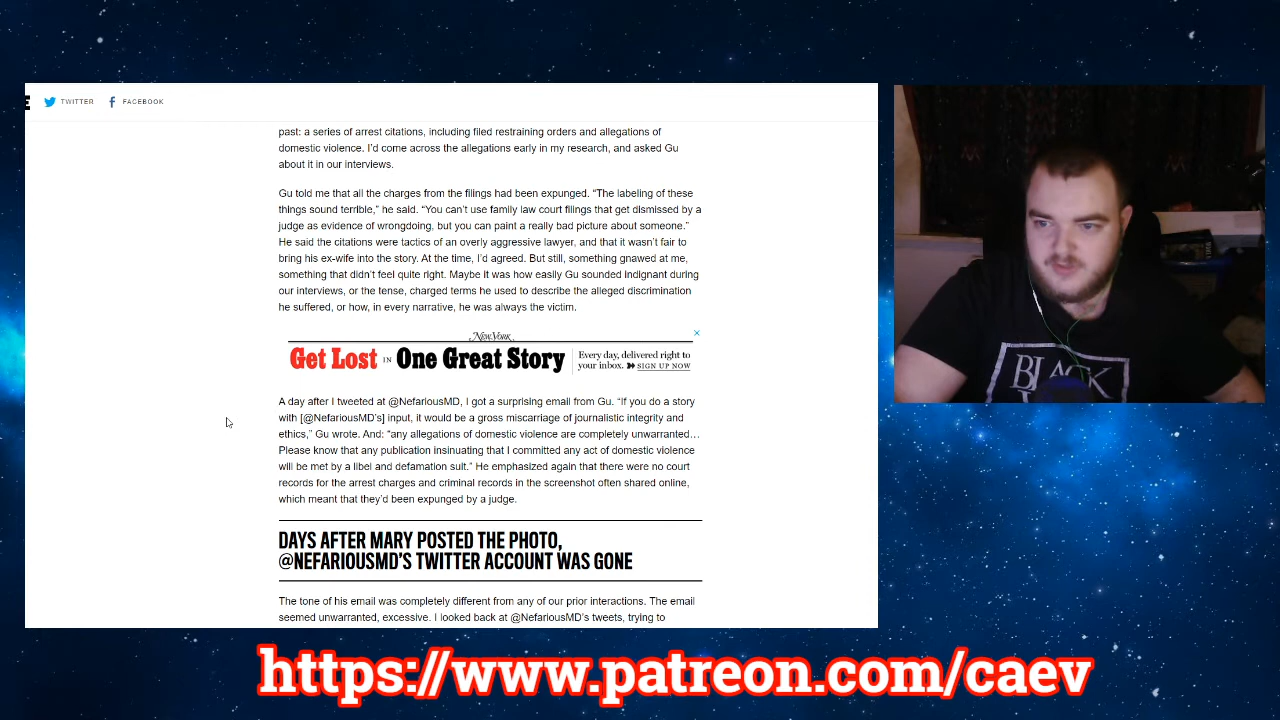 TWITTER FACEBOOK
past: a series of arrest citations, including filed restraining orders and allegations of
domestic violence. I'd come across the allegations early in my research, and asked Gu
about it in our interviews.
Gu told me that all the charges from the filings had been expunged. “The labeling of these
things sound terrible,” he said. “You can't use family law court filings that get dismissed by a
judge as evidence of wrongdoing, but you can paint a really bad picture about someone.”
He said the citations were tactics of an overly aggressive lawyer, and that it wasn't fair to
bring his ex-wife into the story. At the time, I'd agreed. But still, something gnawed at me,
something that didn't feel quite right. Maybe it was how easily Gu sounded indignant during
our interviews, or the tense, charged terms he used to describe the alleged discrimination
he suffered, or how, in every narrative, he was always the victim.
New York
Get Lost IN One Great Story
Every day, delivered right to
your inbox. SIGN UP NOW
A day after I tweeted at @NefariousMD, I got a surprising email from Gu. “If you do a story
with [@NefariousMD's] input, it would be a gross miscarriage of journalistic integrity and
ethics,” Gu wrote. And: “any allegations of domestic violence are completely unwarranted…
Please know that any publication insinuating that I committed any act of domestic violence
will be met by a libel and defamation suit.” He emphasized again that there were no court
records for the arrest charges and criminal records in the screenshot often shared online,
which meant that they'd been expunged by a judge.
DAYS AFTER MARY POSTED THE PHOTO,
@NEFARIOUSMD'S TWITTER ACCOUNT WAS GONE
The tone of his email was completely different from any of our prior interactions. The email
seemed unwarranted, excessive. I looked back at @NefariousMD's tweets, trying to
BLACK
https://www.patreon.com/caev